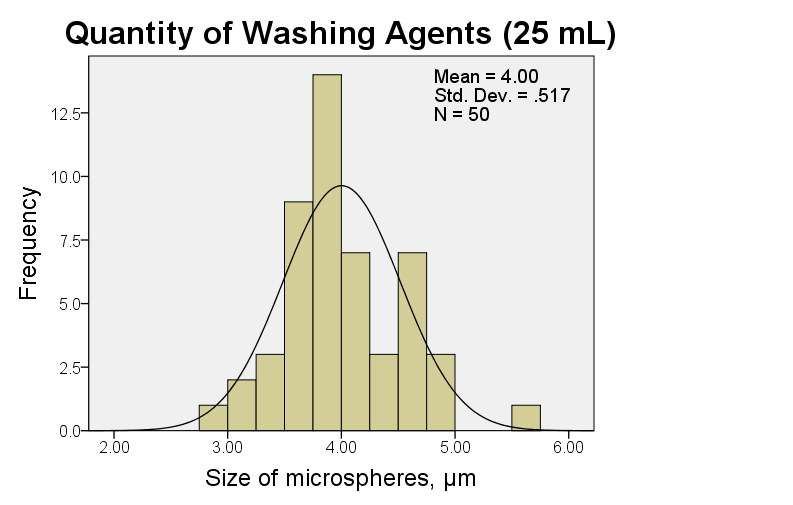 Quantity of Washing Agents (25 mL)
Mean = 4.00
Std. Dev. = .517
N = 50
Frequency
12.5
10.0
7.5
5.0
2.5
0.0
2.00 3.00 4.00 5.00 6.00
Size of microspheres, µm